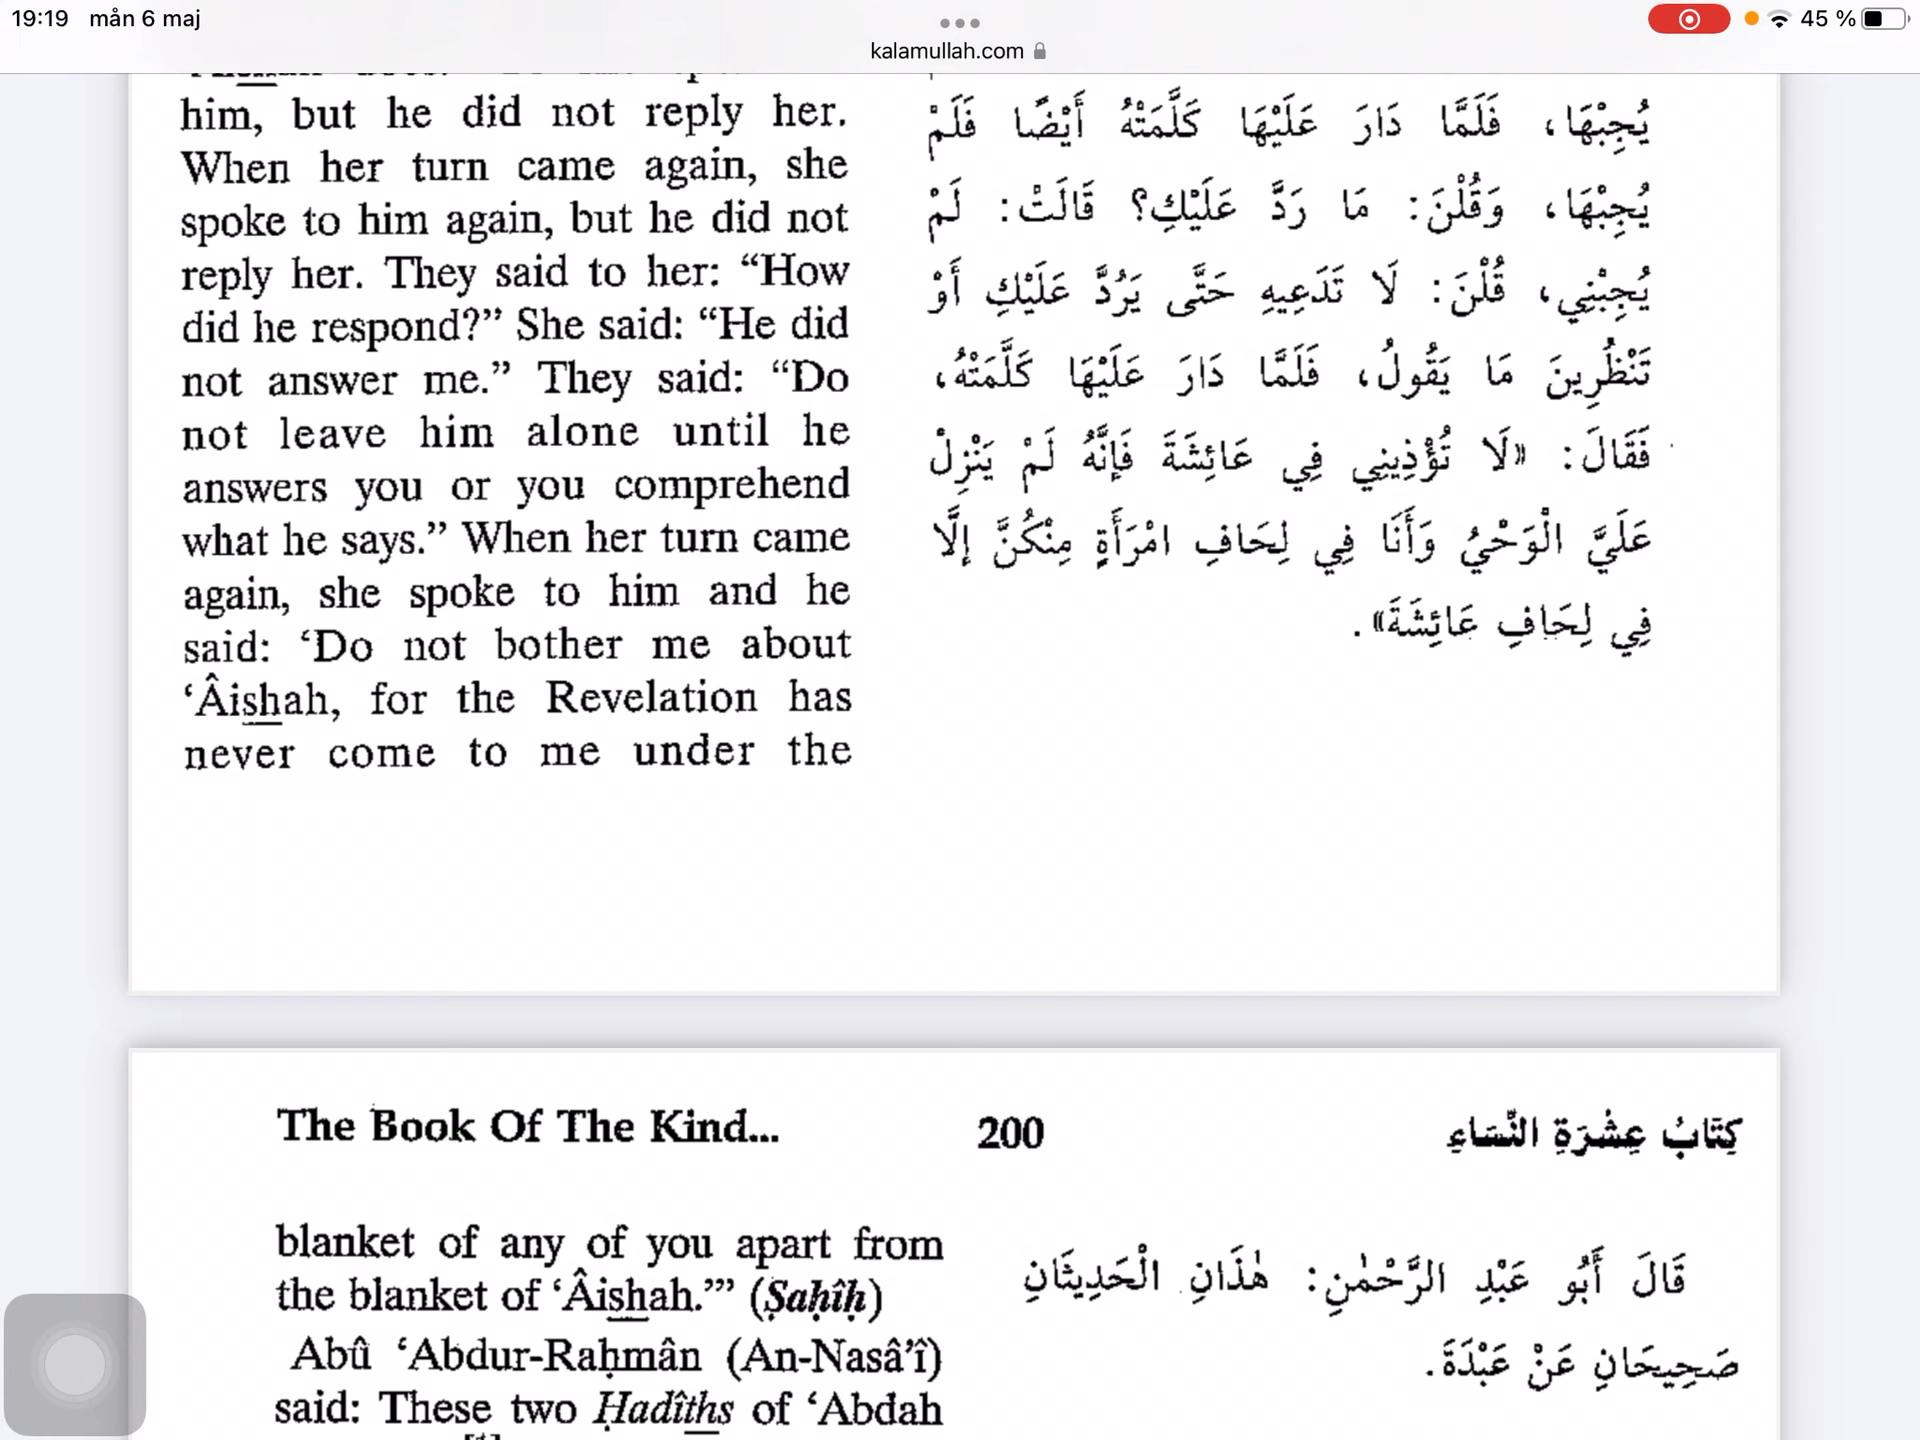 19:19 mån 6 maj
45 %
kalamullah.com
him, but he did not reply her.
When her turn came again, she
spoke to him again, but he did not
reply her. They said to her: “How
did he respond?” She said: “He did
not answer me.” They said: “Do
not leave him alone until he
answers you or you comprehend
what he says.” When her turn came
again, she spoke to him and he
said: ‘Do not bother me about
‘Âishah, for the Revelation has
never come to me under the
يُجِبْهَا، فَلَمَّا دَارَ عَلَيْهَا كَلَّمَتْهُ أَيْضًا فَلَمْ
يُجِبْهَا، وَقُلْنَ: مَا رَدَّ عَلَيْكِ؟ قَالَتْ: لَمْ
يُجِبْنِي، قُلْنَ: لَا تَدَعِيهِ حَتَّى يَرُدَّ عَلَيْكِ أَوْ
تَنْظُرِينَ مَا يَقُولُ، فَلَمَّا دَارَ عَلَيْهَا كَلَّمَتْهُ،
فَقَالَ: «لَا تُؤْذِينِي فِي عَائِشَةَ فَإِنَّهُ لَمْ يَنْزِلْ
عَلَيَّ الْوَحْيُ وَأَنَا فِي لِحَافِ امْرَأَةٍ مِنْكُنَّ إِلَّا
فِي لِحَافِ عَائِشَةَ».
The Book Of The Kind... 200 كِتَابُ عِشْرَةِ النِّسَاءِ
blanket of any of you apart from
the blanket of ‘Âishah.’” (Ṣaḥîḥ)
Abû ‘Abdur-Raḥmân (An-Nasâ’î)
said: These two Ḥadîths of ‘Abdah
قَالَ أَبُو عَبْدِ الرَّحْمٰنِ: هٰذَانِ الْحَدِيثَانِ
صَحِيحَانِ عَنْ عَبْدَةَ.